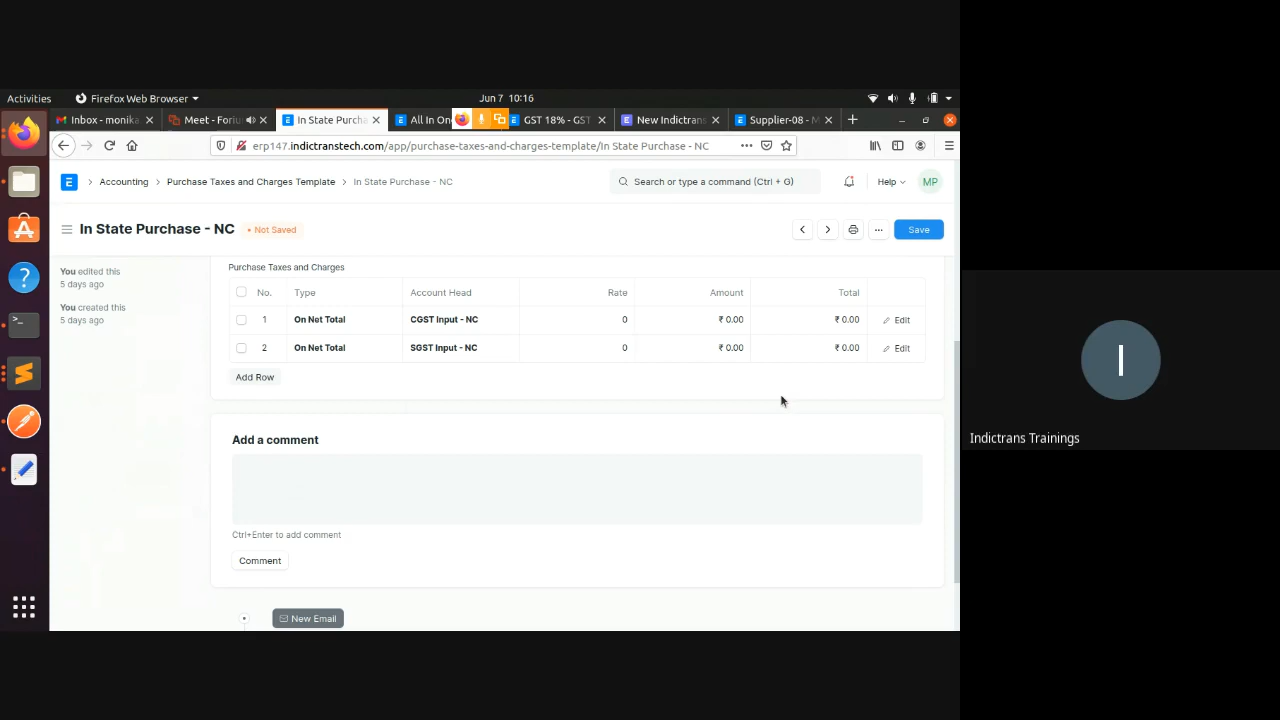 Activities
Firefox Web Browser
Jun 7 10:16
Inbox - monika
Meet - Foriu
In State Purcha
All In On
GST 18% - GST
New Indictrans
Supplier-08 - M
erp147.indictranstech.com/app/purchase-taxes-and-charges-template/In State Purchase - NC
Accounting
Purchase Taxes and Charges Template
In State Purchase - NC
Search or type a command (Ctrl + G)
Help
MP
In State Purchase - NC
Not Saved
Save
You edited this
5 days ago
You created this
5 days ago
Purchase Taxes and Charges
No. Type Account Head Rate Amount Total
1 On Net Total CGST Input - NC 0 ₹ 0.00 ₹ 0.00 Edit
2 On Net Total SGST Input - NC 0 ₹ 0.00 ₹ 0.00 Edit
Add Row
Add a comment
Ctrl+Enter to add comment
Comment
New Email
I
Indictrans Trainings